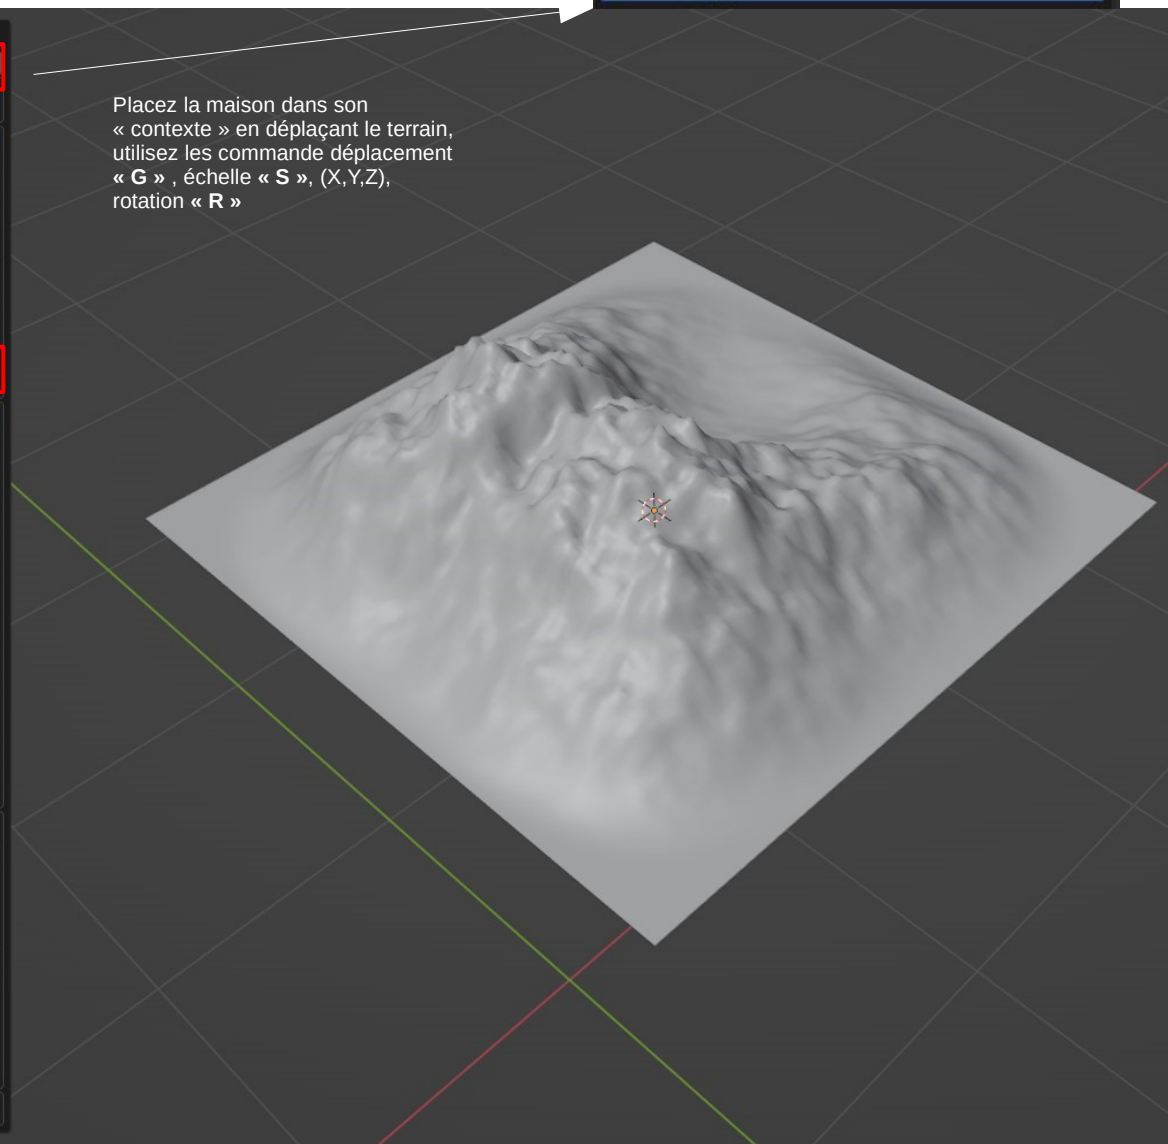 Placez la maison dans son
« contexte » en déplaçant le terrain,
utilisez les commande déplacement
« G » , échelle « S », (X,Y,Z),
rotation « R »